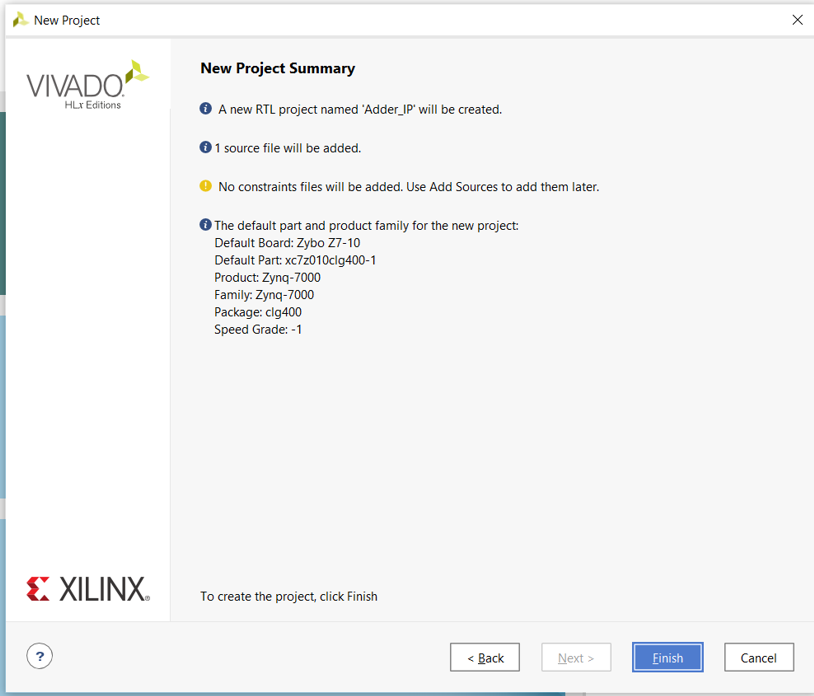 New Project
VIVADO.
HLx Editions
New Project Summary
A new RTL project named 'Adder_IP' will be created.
1 source file will be added.
No constraints files will be added. Use Add Sources to add them later.
The default part and product family for the new project:
Default Board: Zybo Z7-10
Default Part: xc7z010clg400-1
Product: Zynq-7000
Family: Zynq-7000
Package: clg400
Speed Grade: -1
XILINX®
To create the project, click Finish
?
< Back
Next >
Finish
Cancel